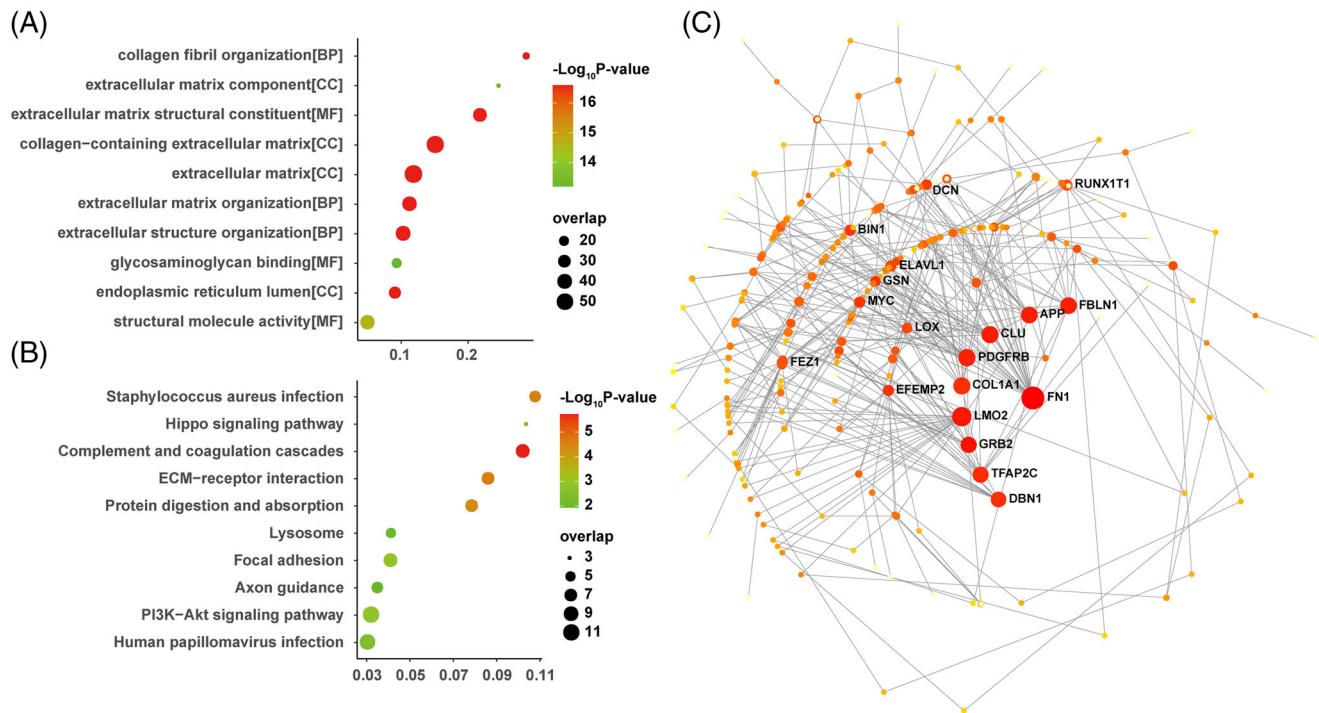 (A)
collagen fibril organization[BP]
extracellular matrix component[CC]
extracellular matrix structural constituent[MF]
collagen−containing extracellular matrix[CC]
extracellular matrix[CC]
extracellular matrix organization[BP]
extracellular structure organization[BP]
glycosaminoglycan binding[MF]
endoplasmic reticulum lumen[CC]
structural molecule activity[MF]
0.1 0.2
-Log10P-value
16
15
14
overlap
20
30
40
50
(B)
Staphylococcus aureus infection
Hippo signaling pathway
Complement and coagulation cascades
ECM−receptor interaction
Protein digestion and absorption
Lysosome
Focal adhesion
Axon guidance
PI3K−Akt signaling pathway
Human papillomavirus infection
0.03 0.05 0.07 0.09 0.11
-Log10P-value
5
4
3
2
overlap
3
5
7
9
11
(C)
DCN
RUNX1T1
BIN1
ELAVL1
GSN
MYC
FBLN1
APP
LOX
CLU
PDGFRB
FEZ1
COL1A1
EFEMP2
FN1
LMO2
GRB2
TFAP2C
DBN1